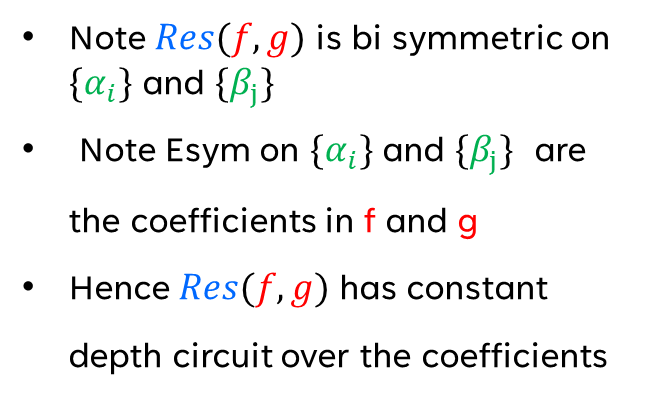 • Note Res(f,g) is bi symmetric on
{αᵢ} and {βⱼ}
• Note Esym on {αᵢ} and {βⱼ} are
the coefficients in f and g
• Hence Res(f,g) has constant
depth circuit over the coefficients